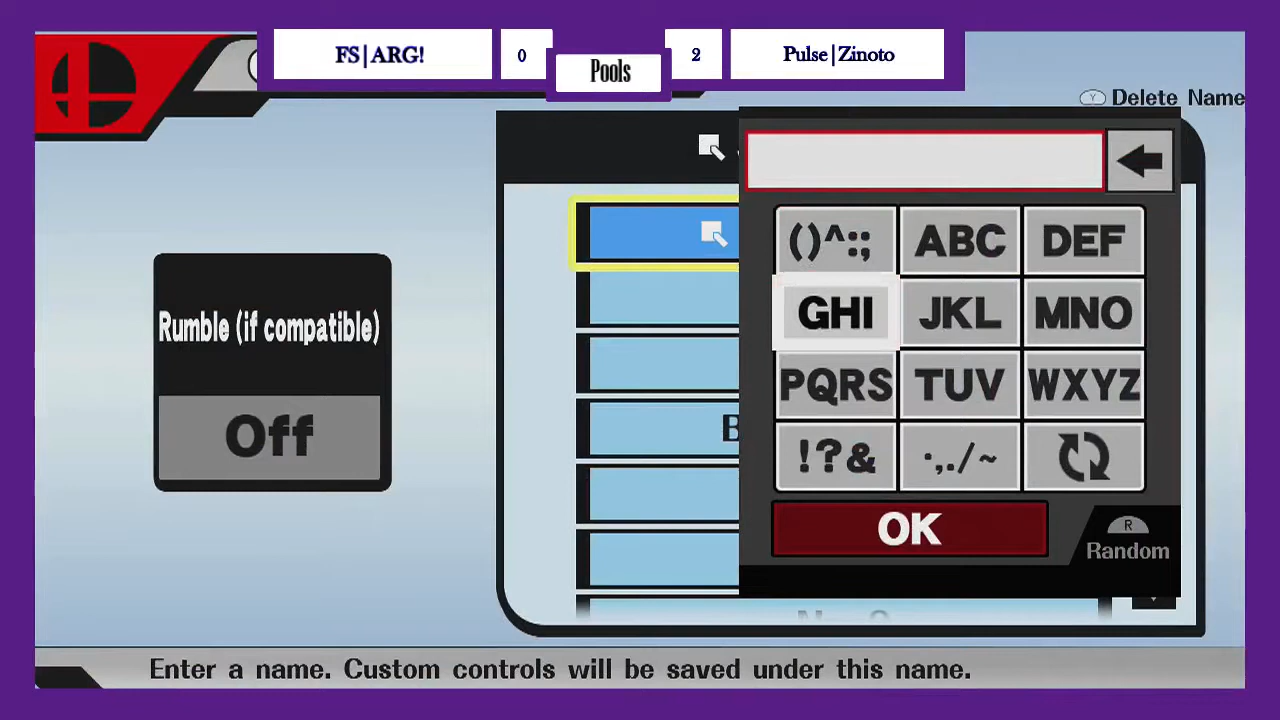 FS|ARG!
0
Pools
2
Pulse|Zinoto
Y Delete Name
()^:;
ABC
DEF
GHI
JKL
MNO
PQRS
TUV
WXYZ
!?&
·,./~
OK
R
Random
Rumble (if compatible)
Off
B
Enter a name. Custom controls will be saved under this name.